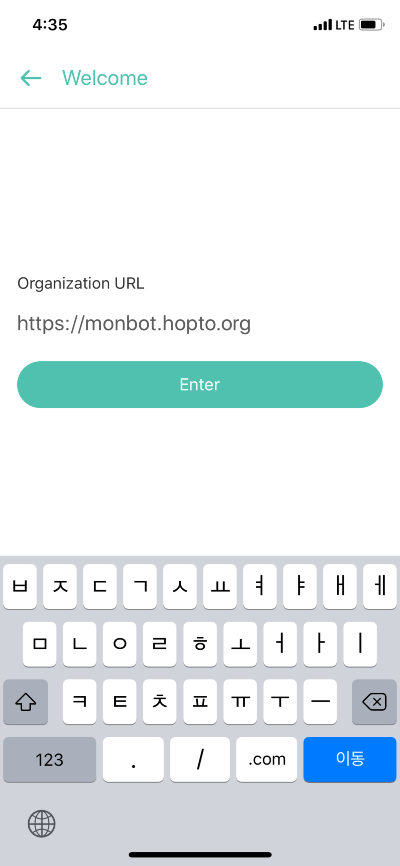 4:35 LTE
Welcome
Organization URL
https://monbot.hopto.org
Enter
ㅂ ㅈ ㄷ ㄱ ㅅ ㅛ ㅕ ㅑ ㅐ ㅔ
ㅁ ㄴ ㅇ ㄹ ㅎ ㅗ ㅓ ㅏ ㅣ
ㅋ ㅌ ㅊ ㅍ ㅠ ㅜ ㅡ
123 . / .com 이동